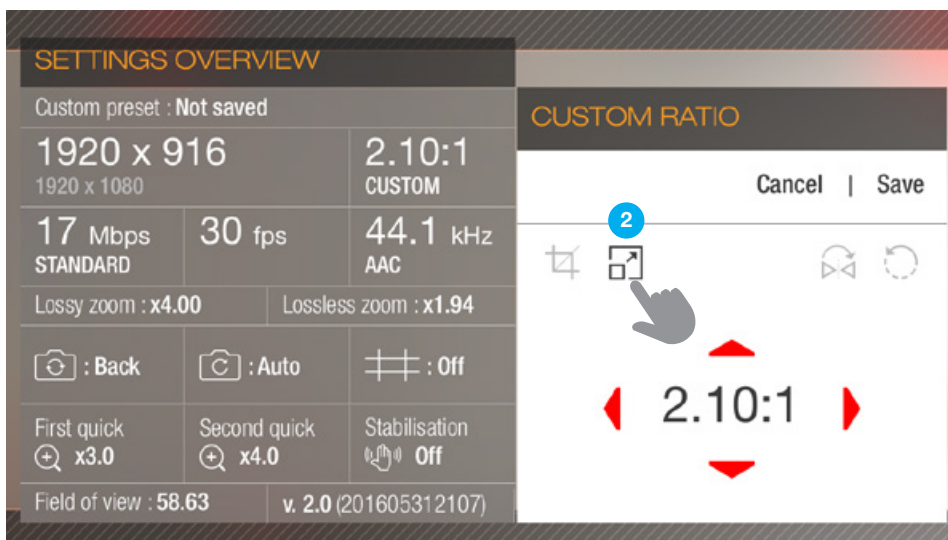 SETTINGS OVERVIEW
Custom preset : Not saved
1920 x 916
1920 x 1080
2.10:1
CUSTOM
17 Mbps
STANDARD
30 fps
44.1 kHz
AAC
Lossy zoom : x4.00
Lossless zoom : x1.94
: Back
: Auto
: Off
First quick
x3.0
Second quick
x4.0
Stabilisation
Off
Field of view : 58.63
v. 2.0 (201605312107)
CUSTOM RATIO
Cancel | Save
2
2.10:1